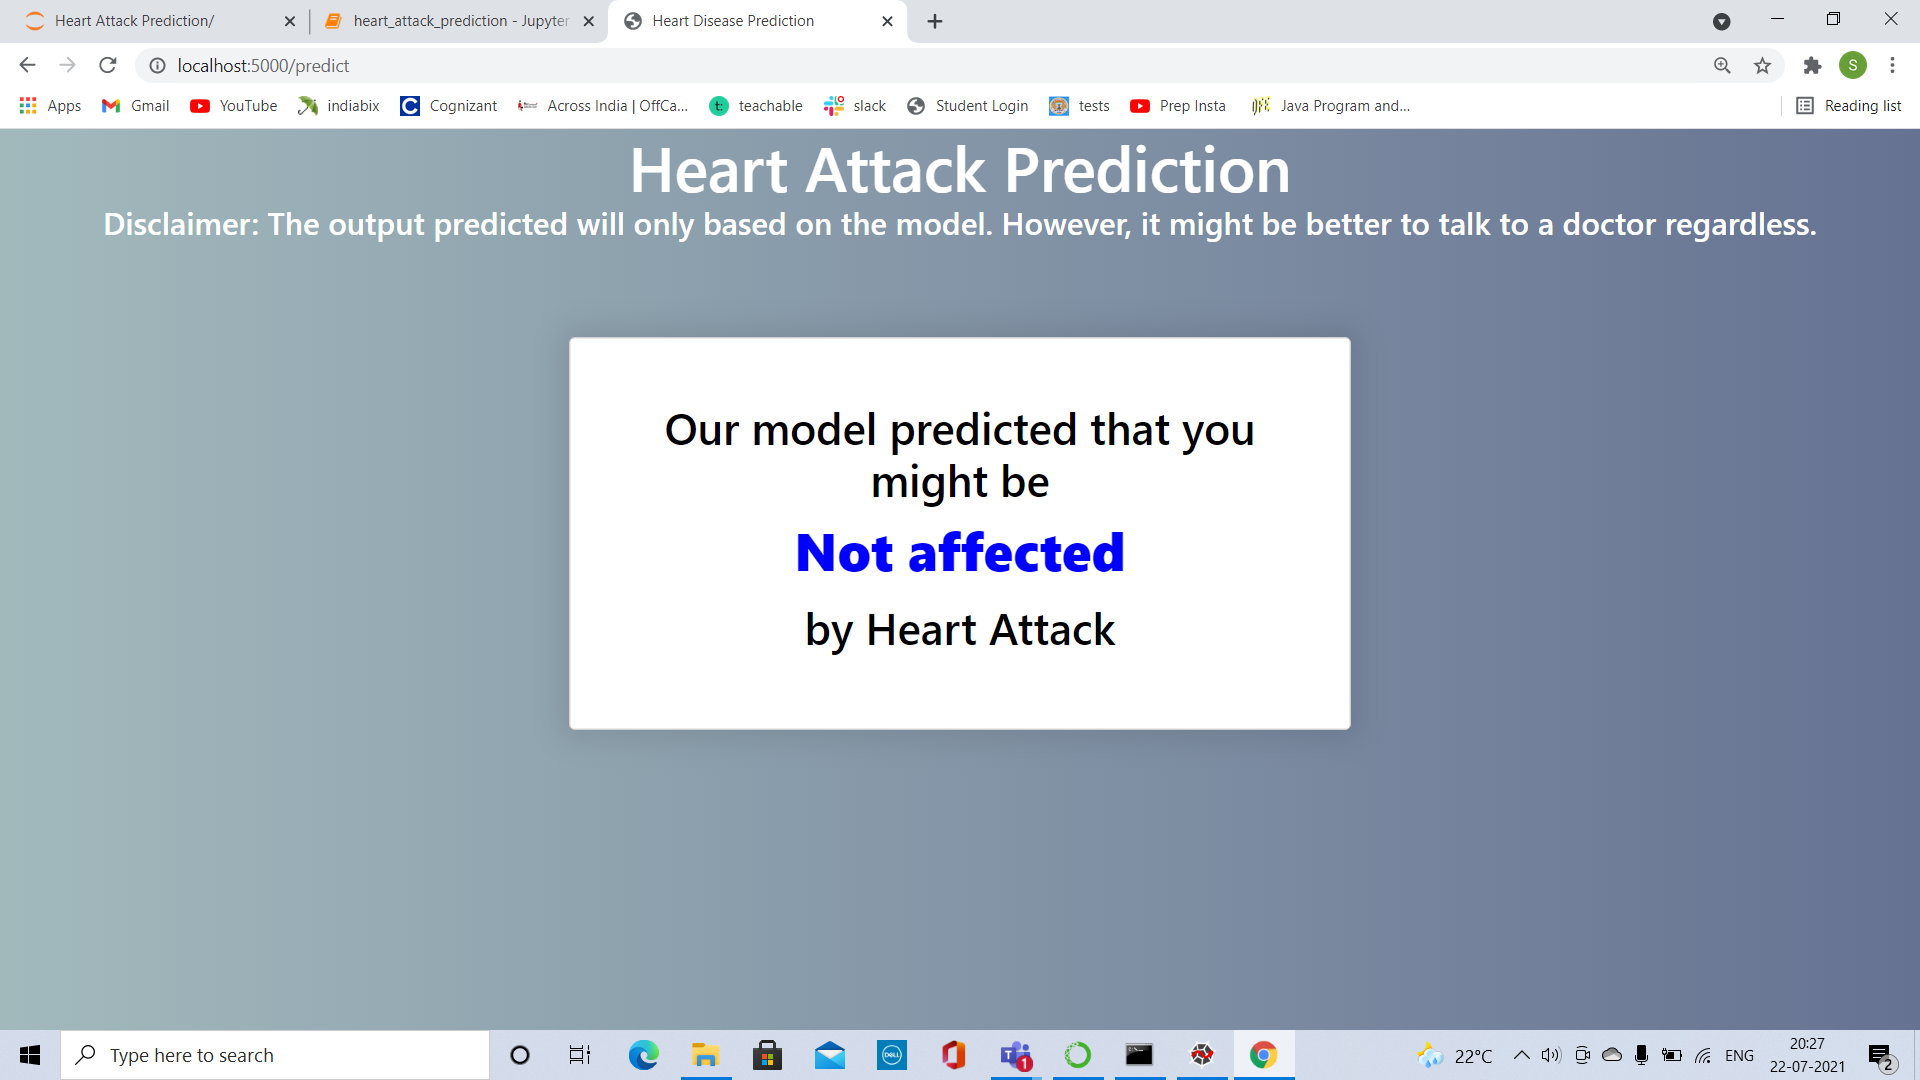 Heart Attack Prediction/
heart_attack_prediction - Jupyter
Heart Disease Prediction
localhost:5000/predict
S
Apps
Gmail
YouTube
indiabix
C
Cognizant
Across India | OffCa...
t:
teachable
slack
Student Login
tests
Prep Insta
Java Program and...
Reading list
Heart Attack Prediction
Disclaimer: The output predicted will only based on the model. However, it might be better to talk to a doctor regardless.
Our model predicted that you
might be
Not affected
by Heart Attack
Type here to search
DELL
T
1
22°C
ENG
20:27
22-07-2021
2